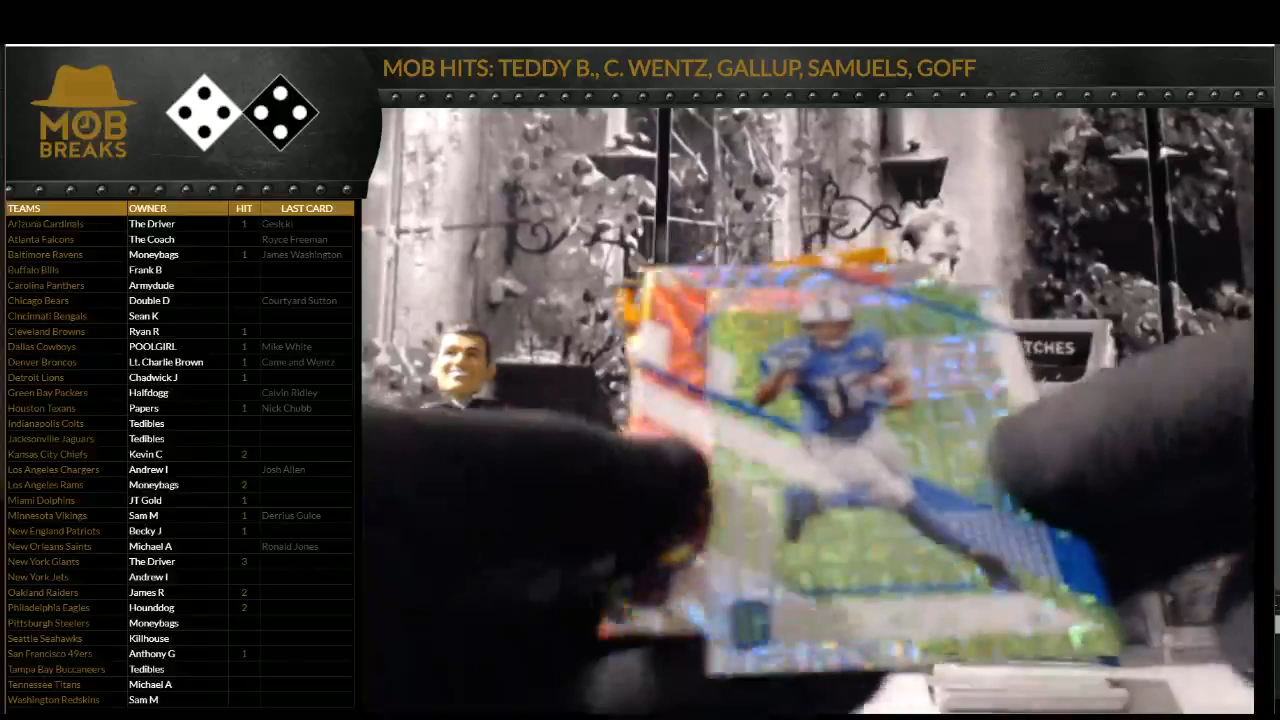 MOB HITS: TEDDY B., C. WENTZ, GALLUP, SAMUELS, GOFF
MOB
BREAKS
TEAMS OWNER HIT LAST CARD
Arizona Cardinals The Driver 1 Gesicki
Atlanta Falcons The Coach Royce Freeman
Baltimore Ravens Moneybags 1 James Washington
Buffalo Bills Frank B
Carolina Panthers Armydude
Chicago Bears Double D Courtyard Sutton
Cincinnati Bengals Sean K
Cleveland Browns Ryan R 1
Dallas Cowboys POOLGIRL 1 Mike White
Denver Broncos Lt. Charlie Brown 1 Came and Wentz
Detroit Lions Chadwick J 1
Green Bay Packers Halfdogg Calvin Ridley
Houston Texans Papers 1 Nick Chubb
Indianapolis Colts Tedibles
Jacksonville Jaguars Tedibles
Kansas City Chiefs Kevin C 2
Los Angeles Chargers Andrew I Josh Allen
Los Angeles Rams Moneybags 2
Miami Dolphins JT Gold 1
Minnesota Vikings Sam M 1 Derrius Guice
New England Patriots Becky J 1
New Orleans Saints Michael A Ronald Jones
New York Giants The Driver 3
New York Jets Andrew I
Oakland Raiders James R 2
Philadelphia Eagles Hounddog 2
Pittsburgh Steelers Moneybags
Seattle Seahawks Killhouse
San Francisco 49ers Anthony G 1
Tampa Bay Buccaneers Tedibles
Tennessee Titans Michael A
Washington Redskins Sam M
TCHES